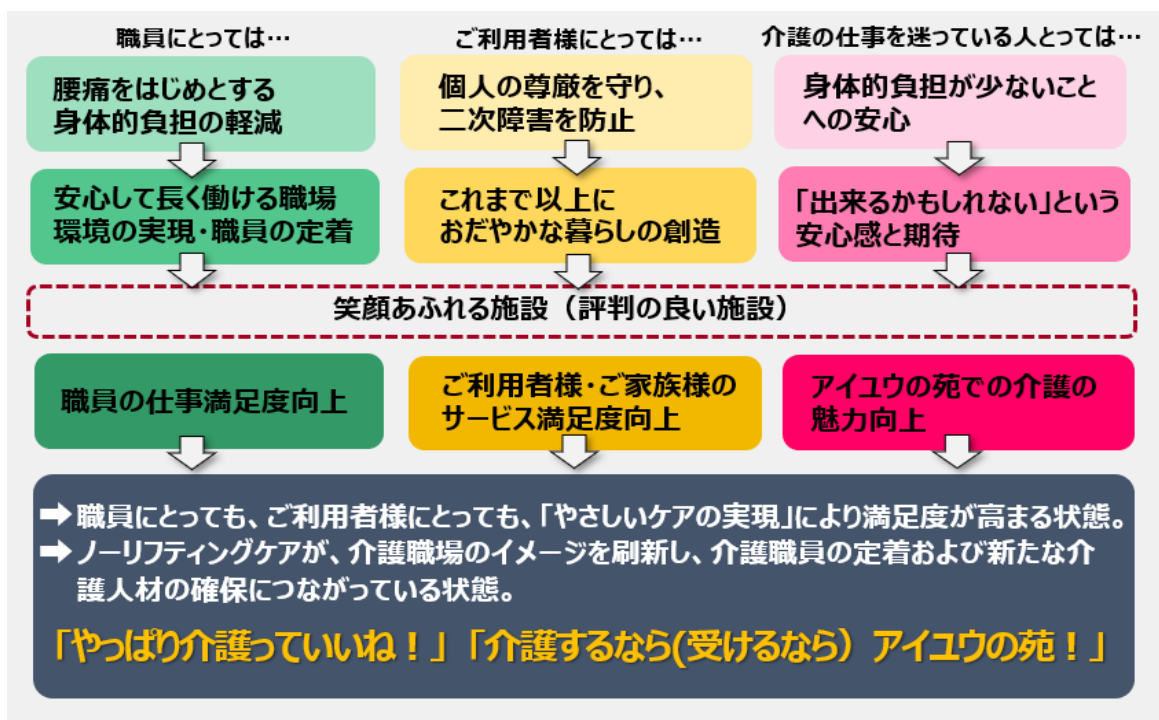 職員にとっては…
ご利用者様にとっては…
介護の仕事を迷っている人とっては…
腰痛をはじめとする
身体的負担の軽減
個人の尊厳を守り、
二次障害を防止
身体的負担が少ないこと
への安心
安心して長く働ける職場
環境の実現・職員の定着
これまで以上に
おだやかな暮らしの創造
「出来るかもしれない」という
安心感と期待
笑顔あふれる施設（評判の良い施設）
職員の仕事満足度向上
ご利用者様・ご家族様の
サービス満足度向上
アイユウの苑での介護の
魅力向上
➡職員にとっても、ご利用者様にとっても、「やさしいケアの実現」により満足度が高まる状態。
➡ノーリフティングケアが、介護職場のイメージを刷新し、介護職員の定着および新たな介
護人材の確保につながっている状態。
「やっぱり介護っていいね！」「介護するなら(受けるなら）アイユウの苑！」